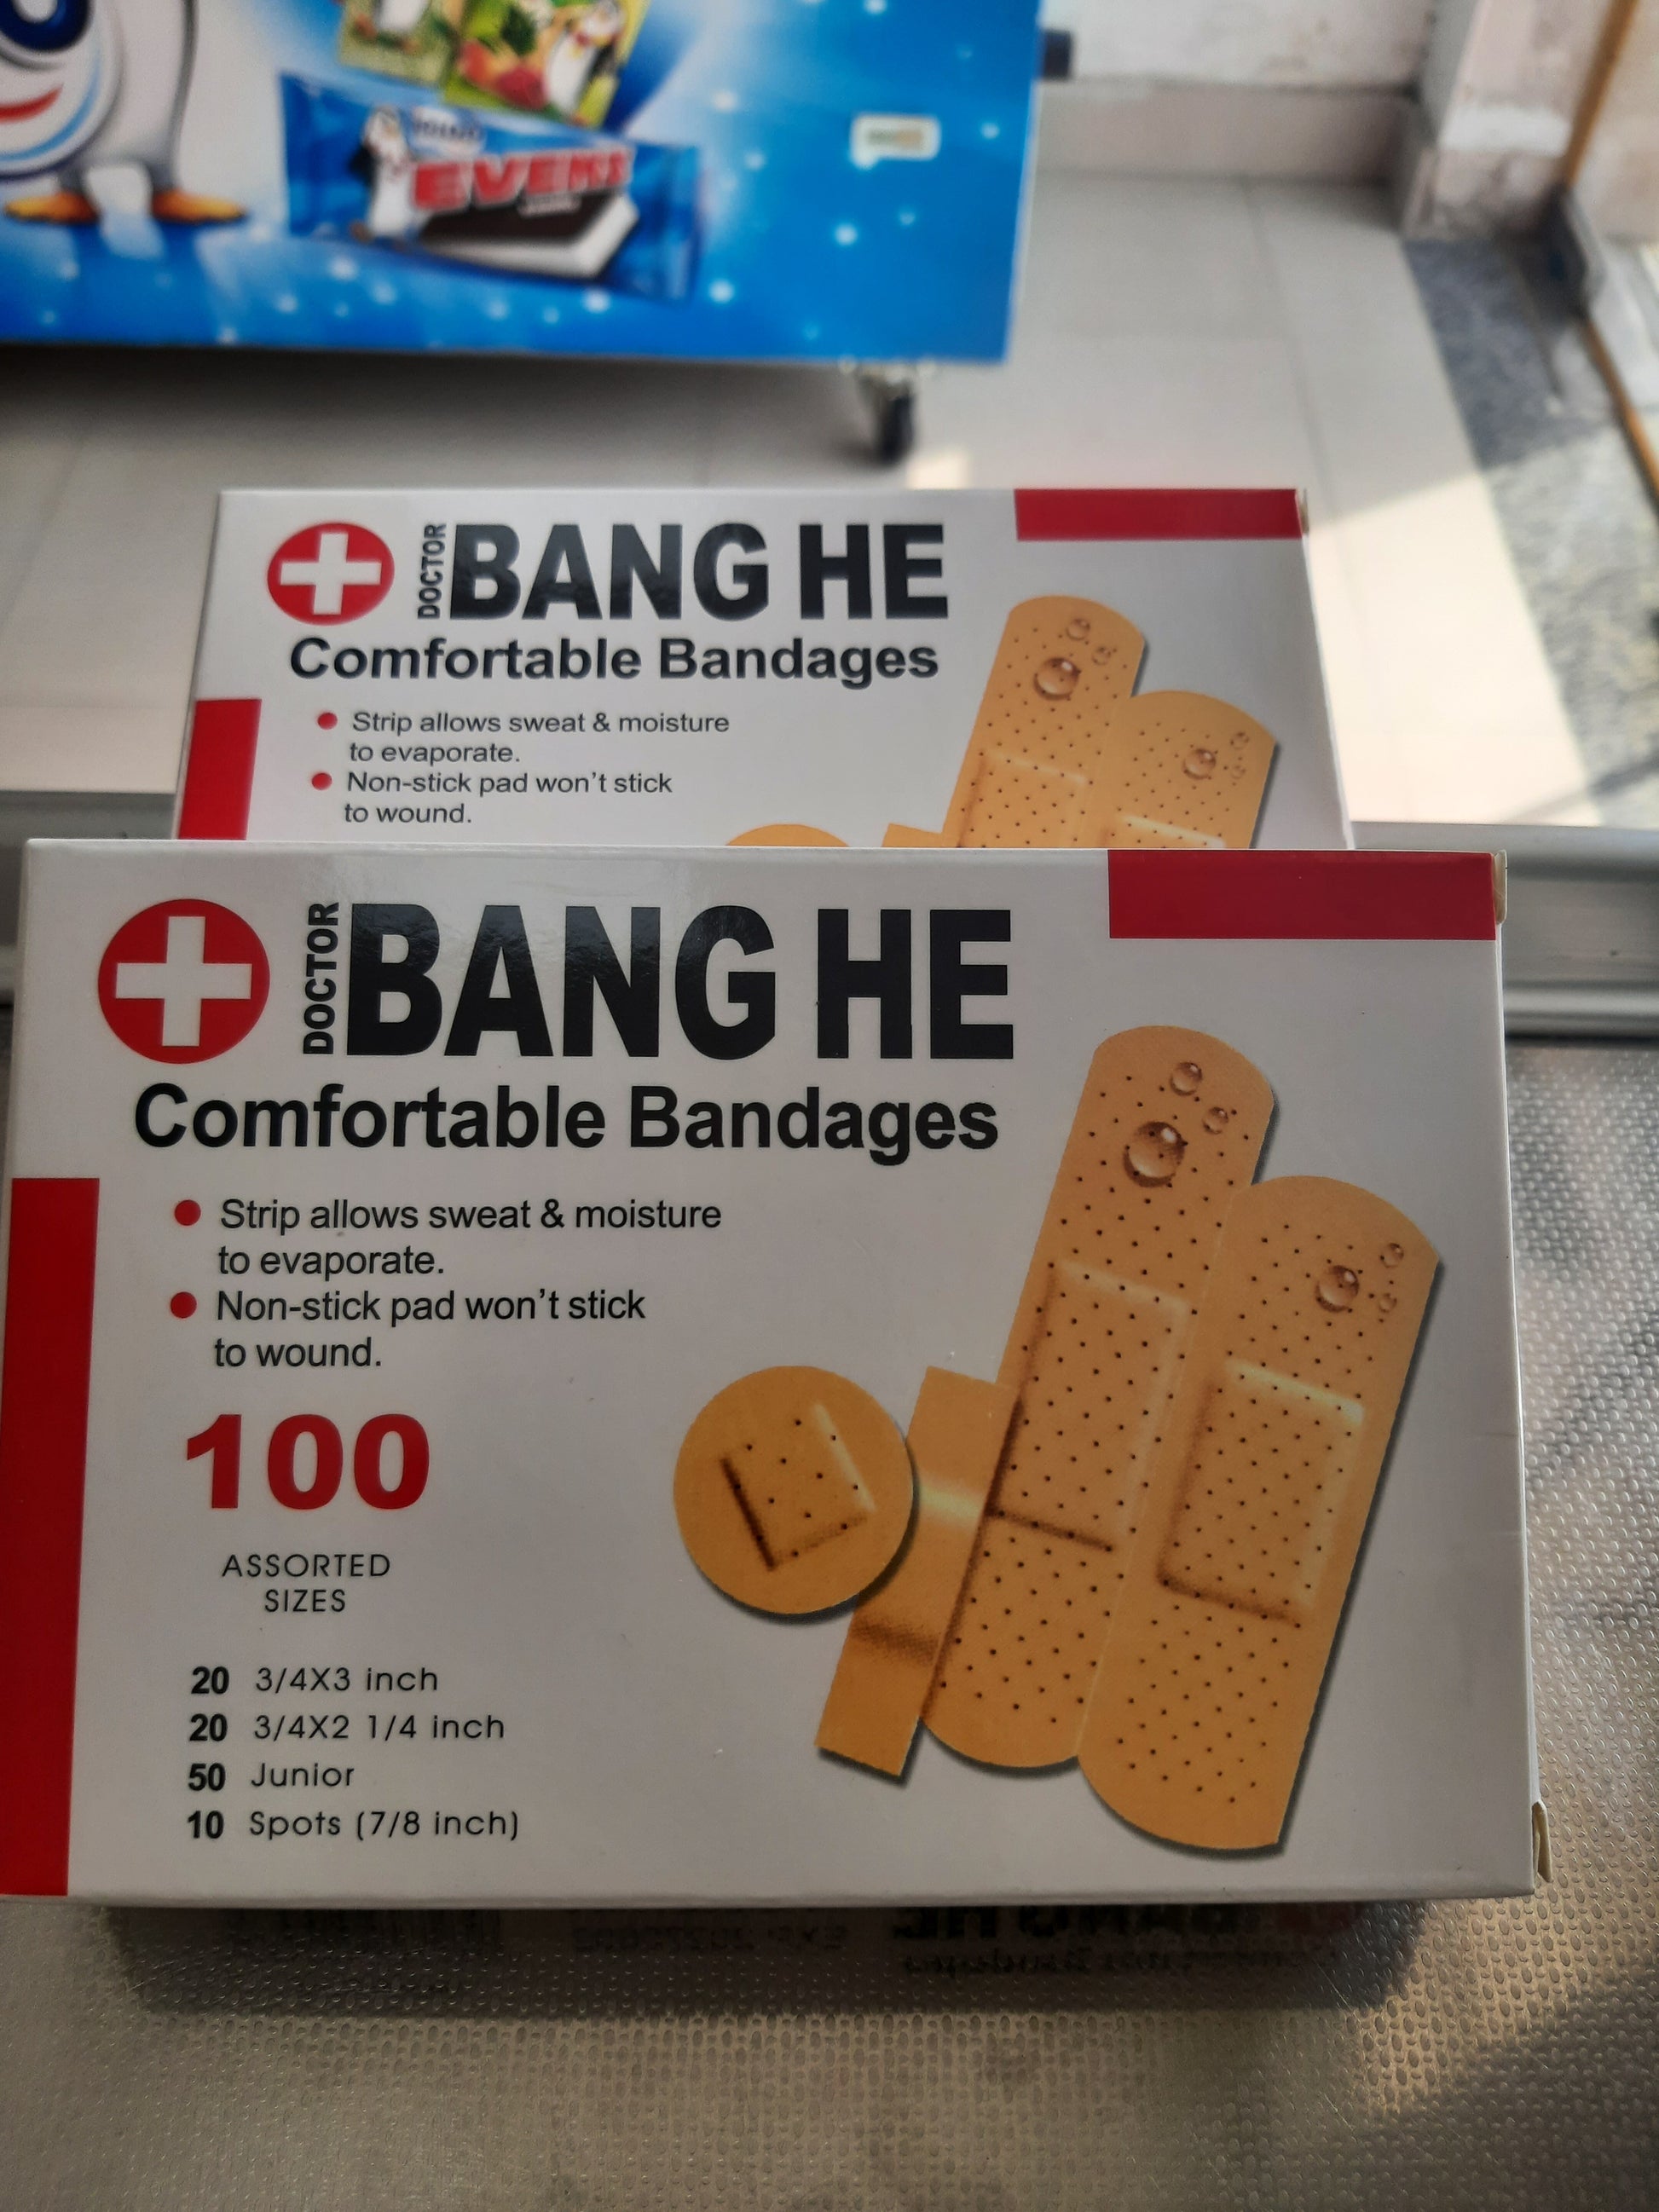 EVEKS
DOCTOR
BANG HE
Comfortable Bandages
Strip allows sweat & moisture
to evaporate.
Non-stick pad won't stick
to wound.
DOCTOR
BANG HE
Comfortable Bandages
Strip allows sweat & moisture
to evaporate.
Non-stick pad won't stick
to wound.
100
ASSORTED
SIZES
20 3/4X3 inch
20 3/4X2 1/4 inch
50 Junior
10 Spots (7/8 inch)